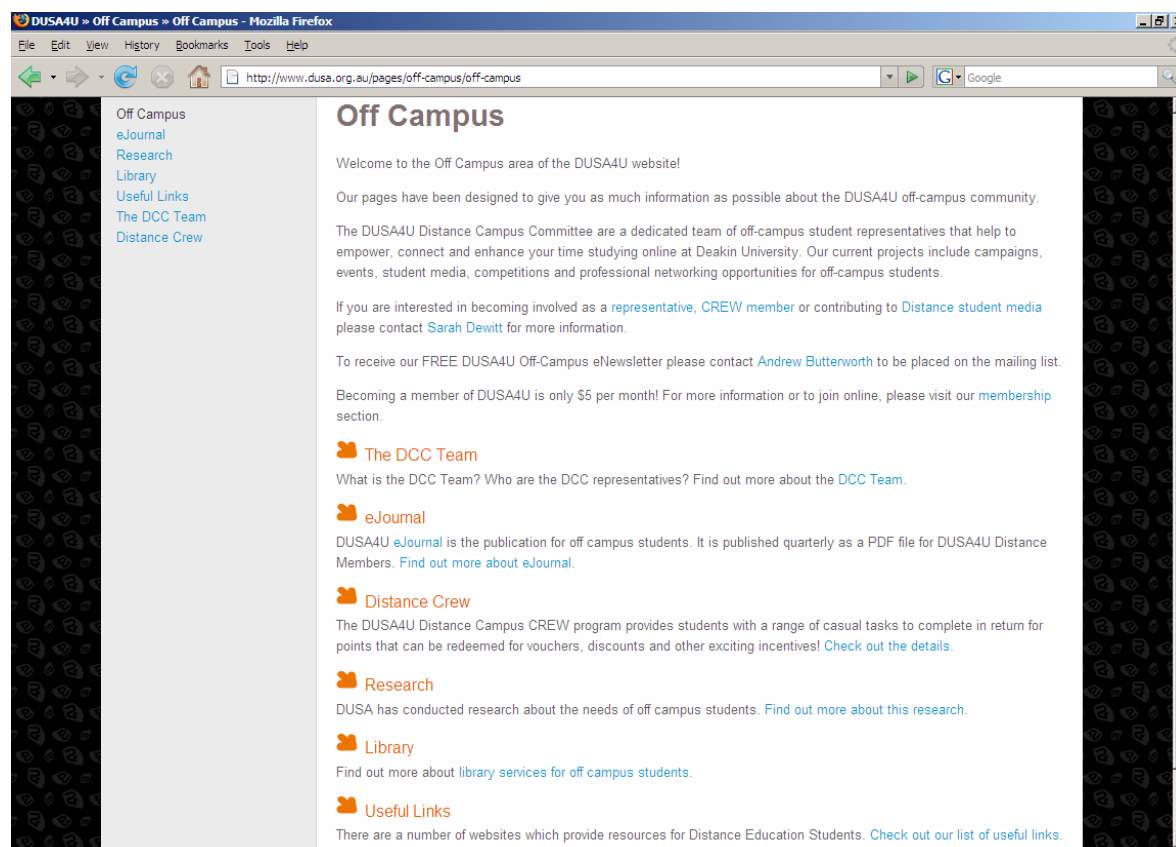 DUSA4U » Off Campus » Off Campus - Mozilla Firefox
File Edit View History Bookmarks Tools Help
http://www.dusa.org.au/pages/off-campus/off-campus
Google
Off Campus
eJournal
Research
Library
Useful Links
The DCC Team
Distance Crew
Off Campus
Welcome to the Off Campus area of the DUSA4U website!
Our pages have been designed to give you as much information as possible about the DUSA4U off-campus community.
The DUSA4U Distance Campus Committee are a dedicated team of off-campus student representatives that help to
empower, connect and enhance your time studying online at Deakin University. Our current projects include campaigns,
events, student media, competitions and professional networking opportunities for off-campus students.
If you are interested in becoming involved as a representative, CREW member or contributing to Distance student media
please contact Sarah Dewitt for more information.
To receive our FREE DUSA4U Off-Campus eNewsletter please contact Andrew Butterworth to be placed on the mailing list.
Becoming a member of DUSA4U is only $5 per month! For more information or to join online, please visit our membership
section.
The DCC Team
What is the DCC Team? Who are the DCC representatives? Find out more about the DCC Team.
eJournal
DUSA4U eJournal is the publication for off campus students. It is published quarterly as a PDF file for DUSA4U Distance
Members. Find out more about eJournal.
Distance Crew
The DUSA4U Distance Campus CREW program provides students with a range of casual tasks to complete in return for
points that can be redeemed for vouchers, discounts and other exciting incentives! Check out the details.
Research
DUSA has conducted research about the needs of off campus students. Find out more about this research.
Library
Find out more about library services for off campus students.
Useful Links
There are a number of websites which provide resources for Distance Education Students. Check out our list of useful links.